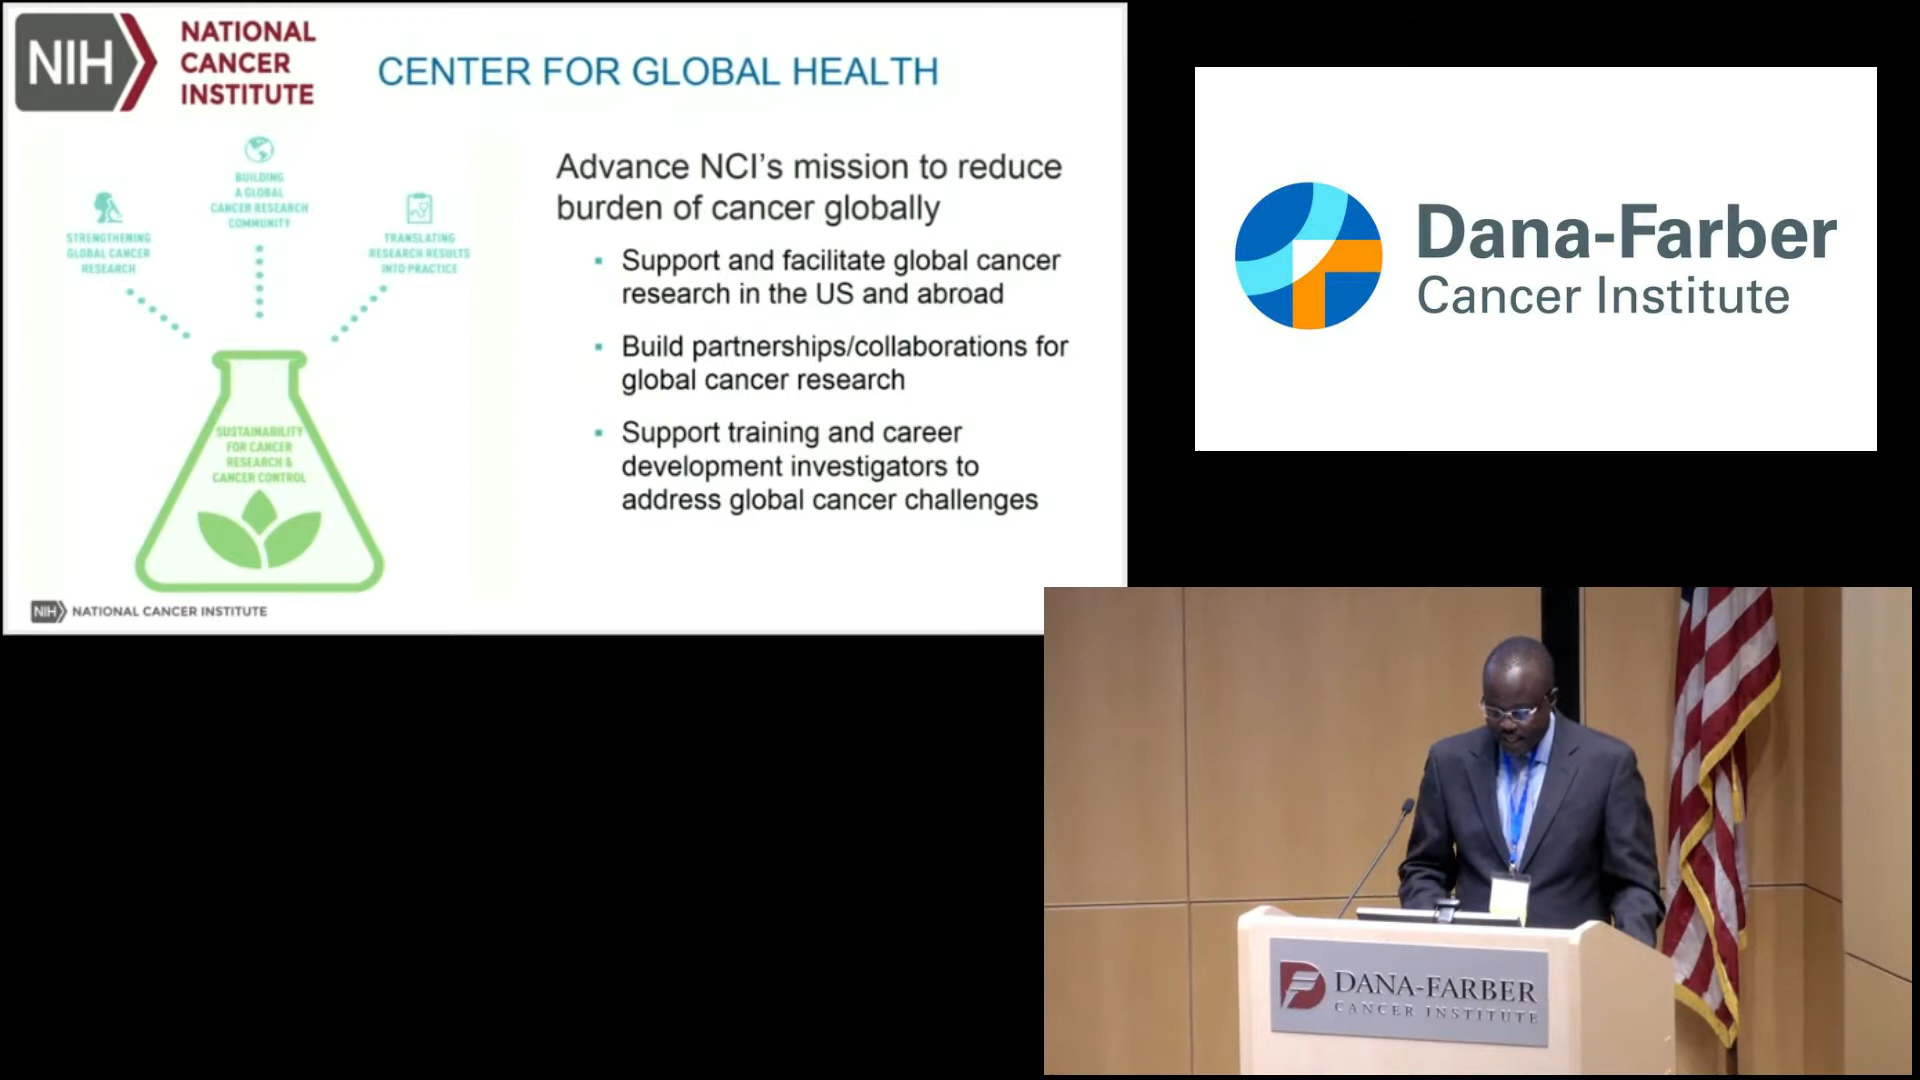 NIH
NATIONAL
CANCER
INSTITUTE
CENTER FOR GLOBAL HEALTH
BUILDING
A GLOBAL
CANCER RESEARCH
COMMUNITY
STRENGTHENING
GLOBAL CANCER
RESEARCH
TRANSLATING
RESEARCH RESULTS
INTO PRACTICE
SUSTAINABILITY
FOR CANCER
RESEARCH &
CANCER CONTROL
Advance NCI's mission to reduce
burden of cancer globally
▪ Support and facilitate global cancer
research in the US and abroad
▪ Build partnerships/collaborations for
global cancer research
▪ Support training and career
development investigators to
address global cancer challenges
NIH NATIONAL CANCER INSTITUTE
Dana-Farber
Cancer Institute
DANA-FARBER
CANCER INSTITUTE